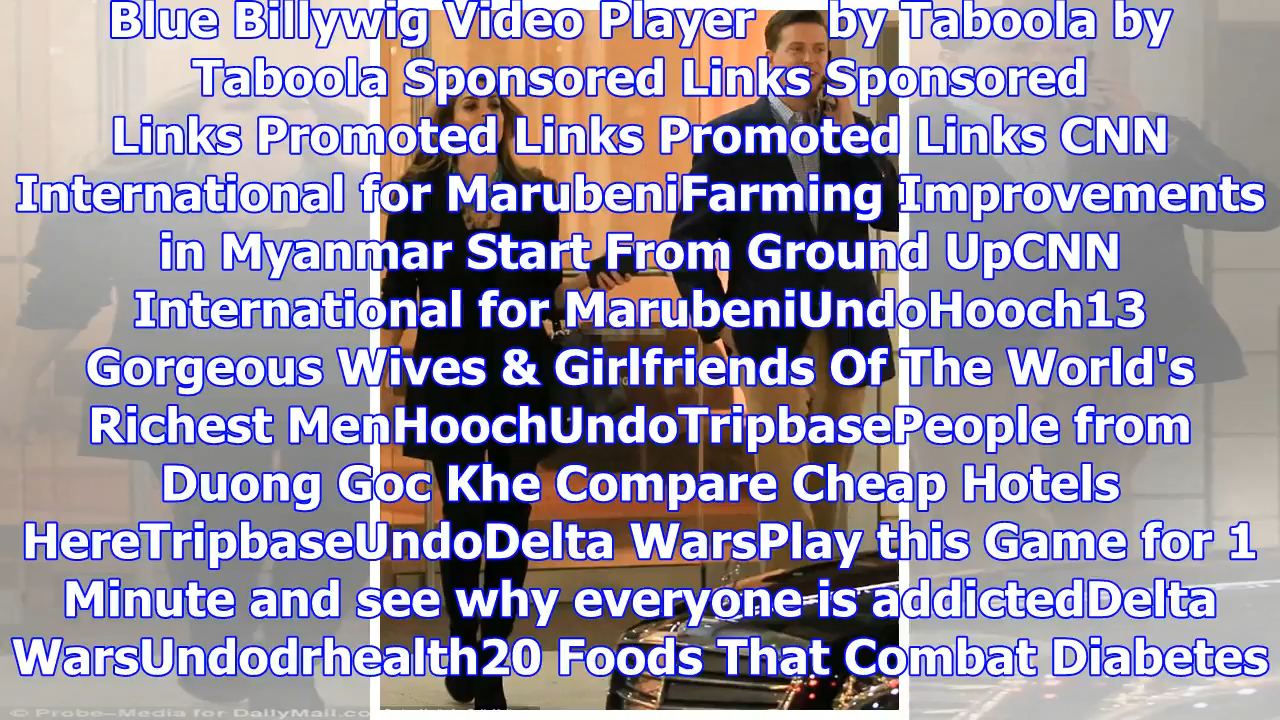 Blue Billywig Video Player by Taboola by
Taboola Sponsored Links Sponsored
Links Promoted Links Promoted Links CNN
International for MarubeniFarming Improvements
in Myanmar Start From Ground UpCNN
International for MarubeniUndoHooch13
Gorgeous Wives & Girlfriends Of The World's
Richest MenHoochUndoTripbasePeople from
Duong Goc Khe Compare Cheap Hotels
HereTripbaseUndoDelta WarsPlay this Game for 1
Minute and see why everyone is addictedDelta
WarsUndodrhealth20 Foods That Combat Diabetes
© Probe-Media for DailyMail.co